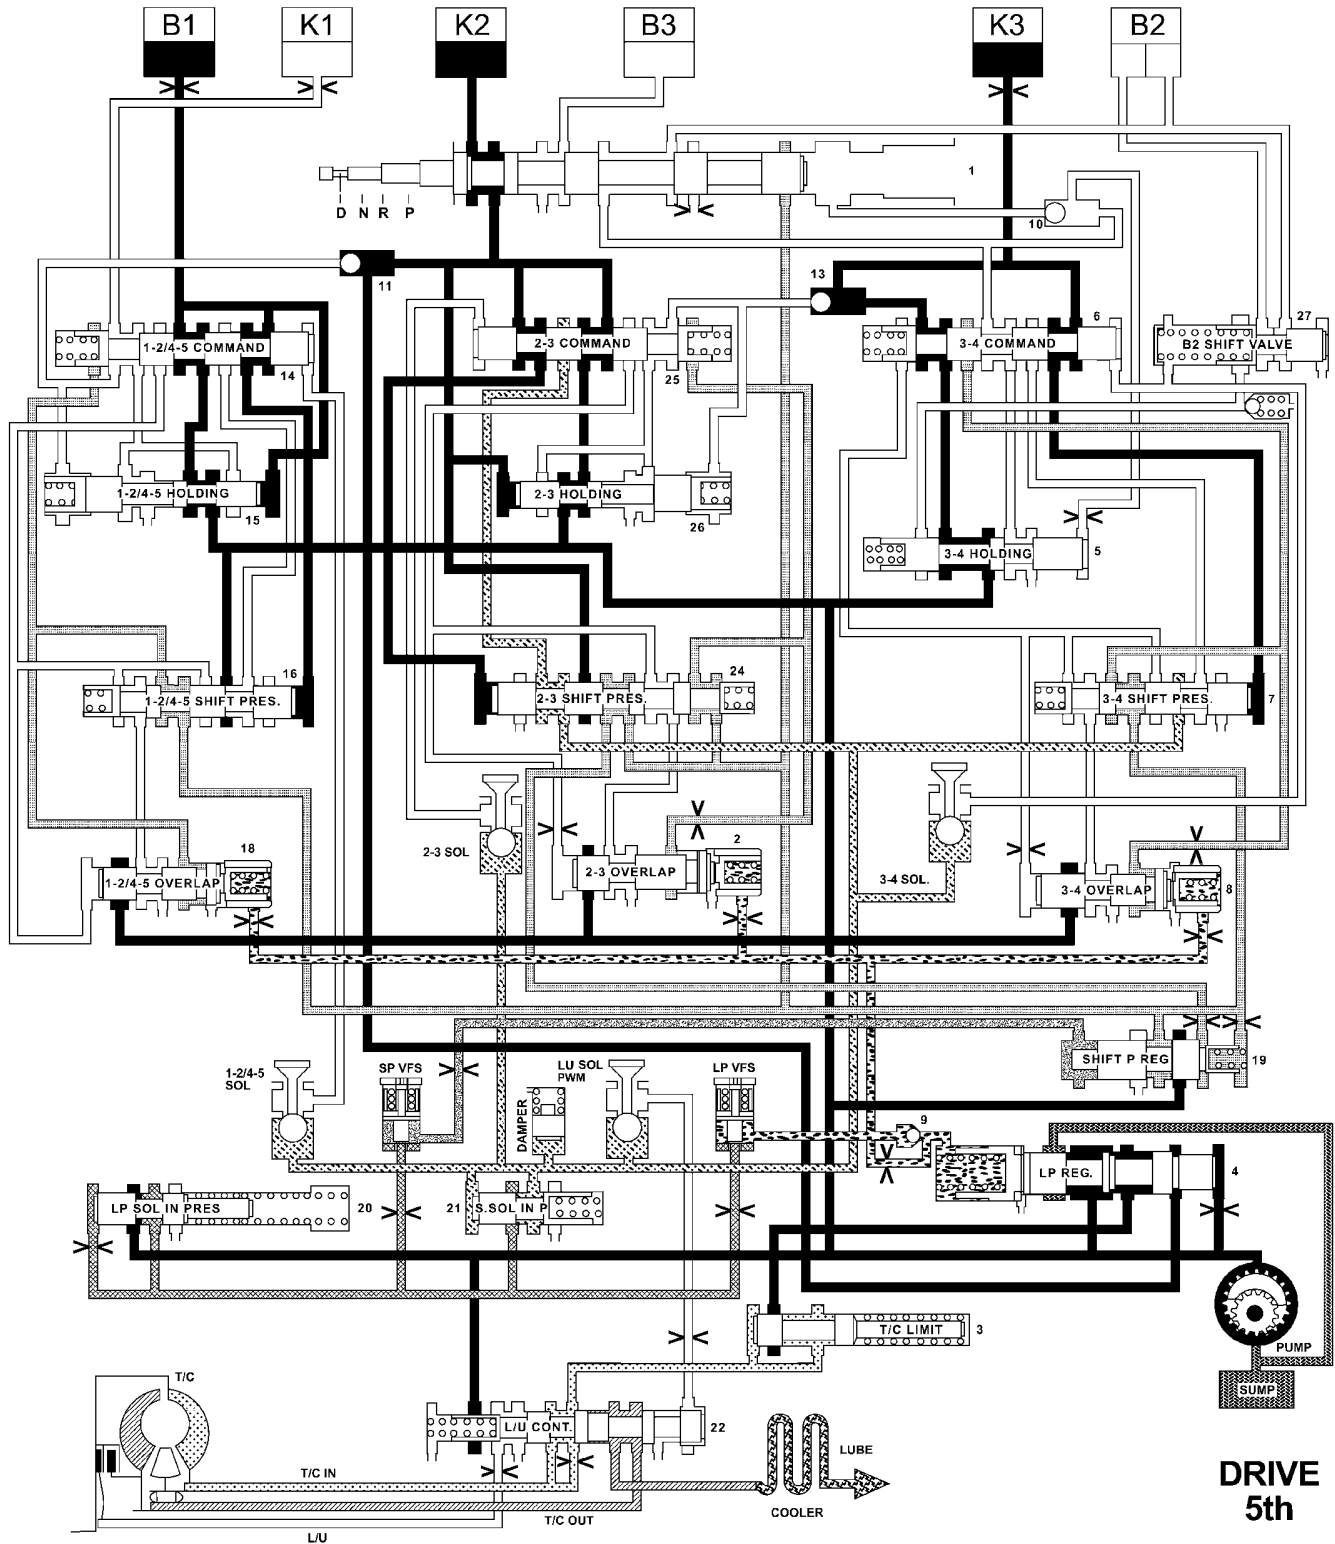 B1 K1 K2 B3 K3 B2
1
D N R P
10
11
13
6
27
1-2/4-5 COMMAND
2-3 COMMAND
3-4 COMMAND
B2 SHIFT VALVE
14
25
1-2/4-5 HOLDING
2-3 HOLDING
15
26
3-4 HOLDING
5
16
24
1-2/4-5 SHIFT PRES.
2-3 SHIFT PRES.
3-4 SHIFT PRES.
7
2-3 SOL
18
2
1-2/4-5 OVERLAP
2-3 OVERLAP
3-4 SOL.
3-4 OVERLAP
8
SHIFT P REG
19
1-2/4-5
SOL
SP VFS
LU SOL
PWM
LP VFS
DAMPER
9
LP REG.
4
LP SOL IN PRES
20
21
S.SOL IN P
T/C LIMIT
3
PUMP
SUMP
T/C
L/U CONT.
22
T/C IN
LUBE
COOLER
T/C OUT
L/U
DRIVE
5th